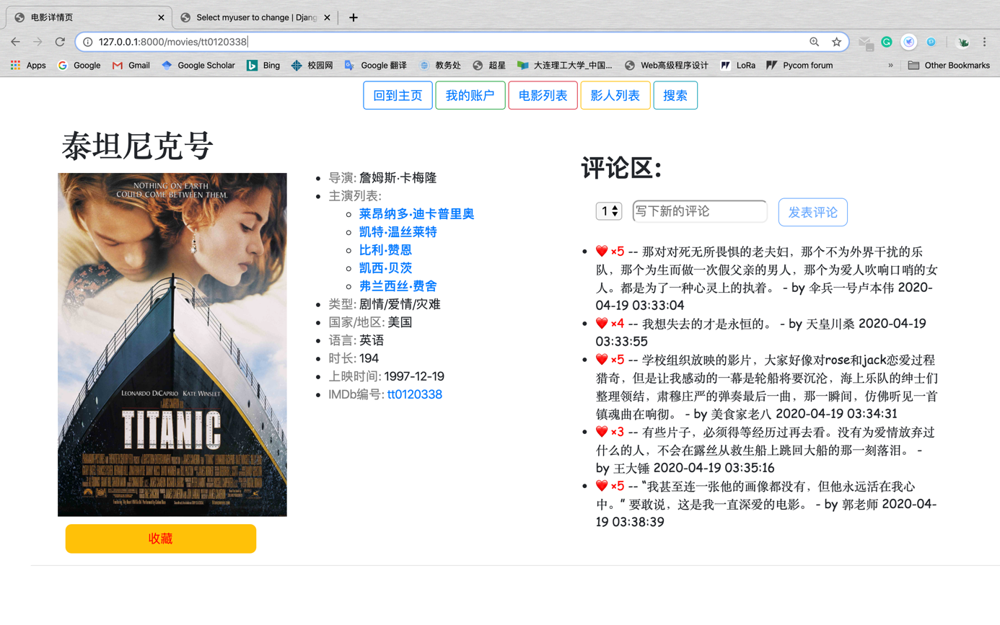 电影详情页
Select myuser to change | Djang
127.0.0.1:8000/movies/tt0120338
Apps Google Gmail Google Scholar Bing 校园网 Google 翻译 教务处 超星 大连理工大学_中国... Web高级程序设计 LoRa Pycom forum » Other Bookmarks
回到主页 我的账户 电影列表 影人列表 搜索
泰坦尼克号
NOTHING ON EARTH
COULD COME BETWEEN THEM.
LEONARDO DICAPRIO KATE WINSLET
TITANIC
收藏
导演: 詹姆斯·卡梅隆
主演列表:
莱昂纳多·迪卡普里奥
凯特·温丝莱特
比利·赞恩
凯西·贝茨
弗兰西丝·费舍
类型: 剧情/爱情/灾难
国家/地区: 美国
语言: 英语
时长: 194
上映时间: 1997-12-19
IMDb编号: tt0120338
评论区:
1 写下新的评论 发表评论
❤️ ×5 -- 那对对死无所畏惧的老夫妇，那个不为外界干扰的乐
队，那个为生而做一次假父亲的男人，那个为爱人吹响口哨的女
人。都是为了一种心灵上的执着。 - by 伞兵一号卢本伟 2020-
04-19 03:33:04
❤️ ×4 -- 我想失去的才是永恒的。 - by 天皇川桑 2020-04-19
03:33:55
❤️ ×5 -- 学校组织放映的影片，大家好像对rose和jack恋爱过程
猎奇，但是让我感动的一幕是轮船将要沉沦，海上乐队的绅士们
整理领结，肃穆庄严的弹奏最后一曲，那一瞬间，仿佛听见一首
镇魂曲在响彻。 - by 美食家老八 2020-04-19 03:34:31
❤️ ×3 -- 有些片子，必须得等经历过再去看。没有为爱情放弃过
什么的人，不会在露丝从救生船上跳回大船的那一刻落泪。 -
by 王大锤 2020-04-19 03:35:16
❤️ ×5 -- “我甚至连一张他的画像都没有，但他永远活在我心
中。” 要敢说，这是我一直深爱的电影。 - by 郭老师 2020-04-
19 03:38:39